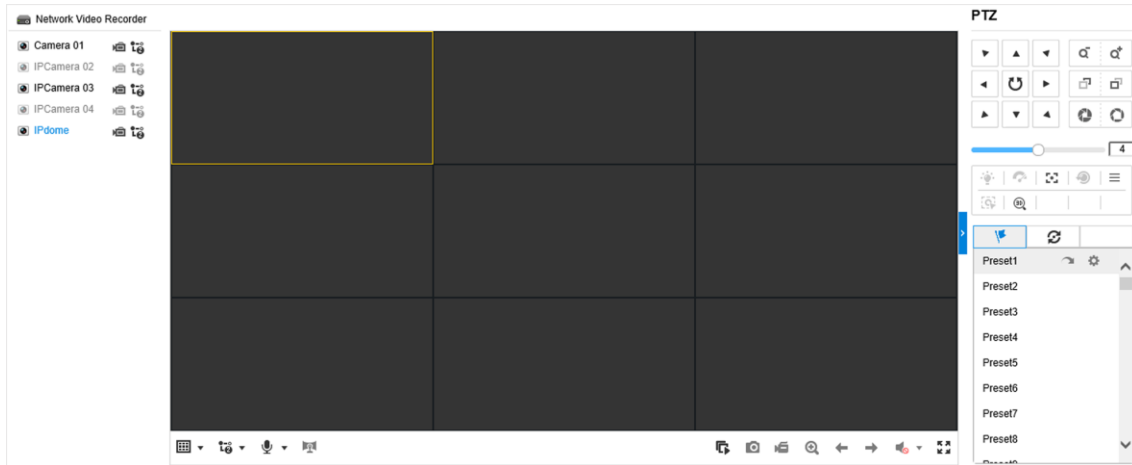 Network Video Recorder
Camera 01
IPCamera 02
IPCamera 03
IPCamera 04
IPdome
PTZ
4
Preset1
Preset2
Preset3
Preset4
Preset5
Preset6
Preset7
Preset8